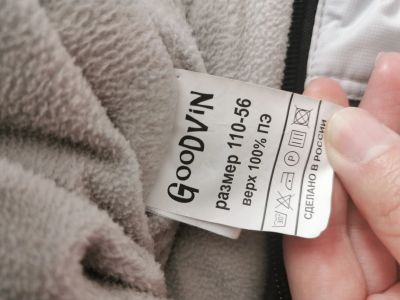 GOODViN
размер 110-56
верх 100% ПЭ
СДЕЛАНО В РОССИИ